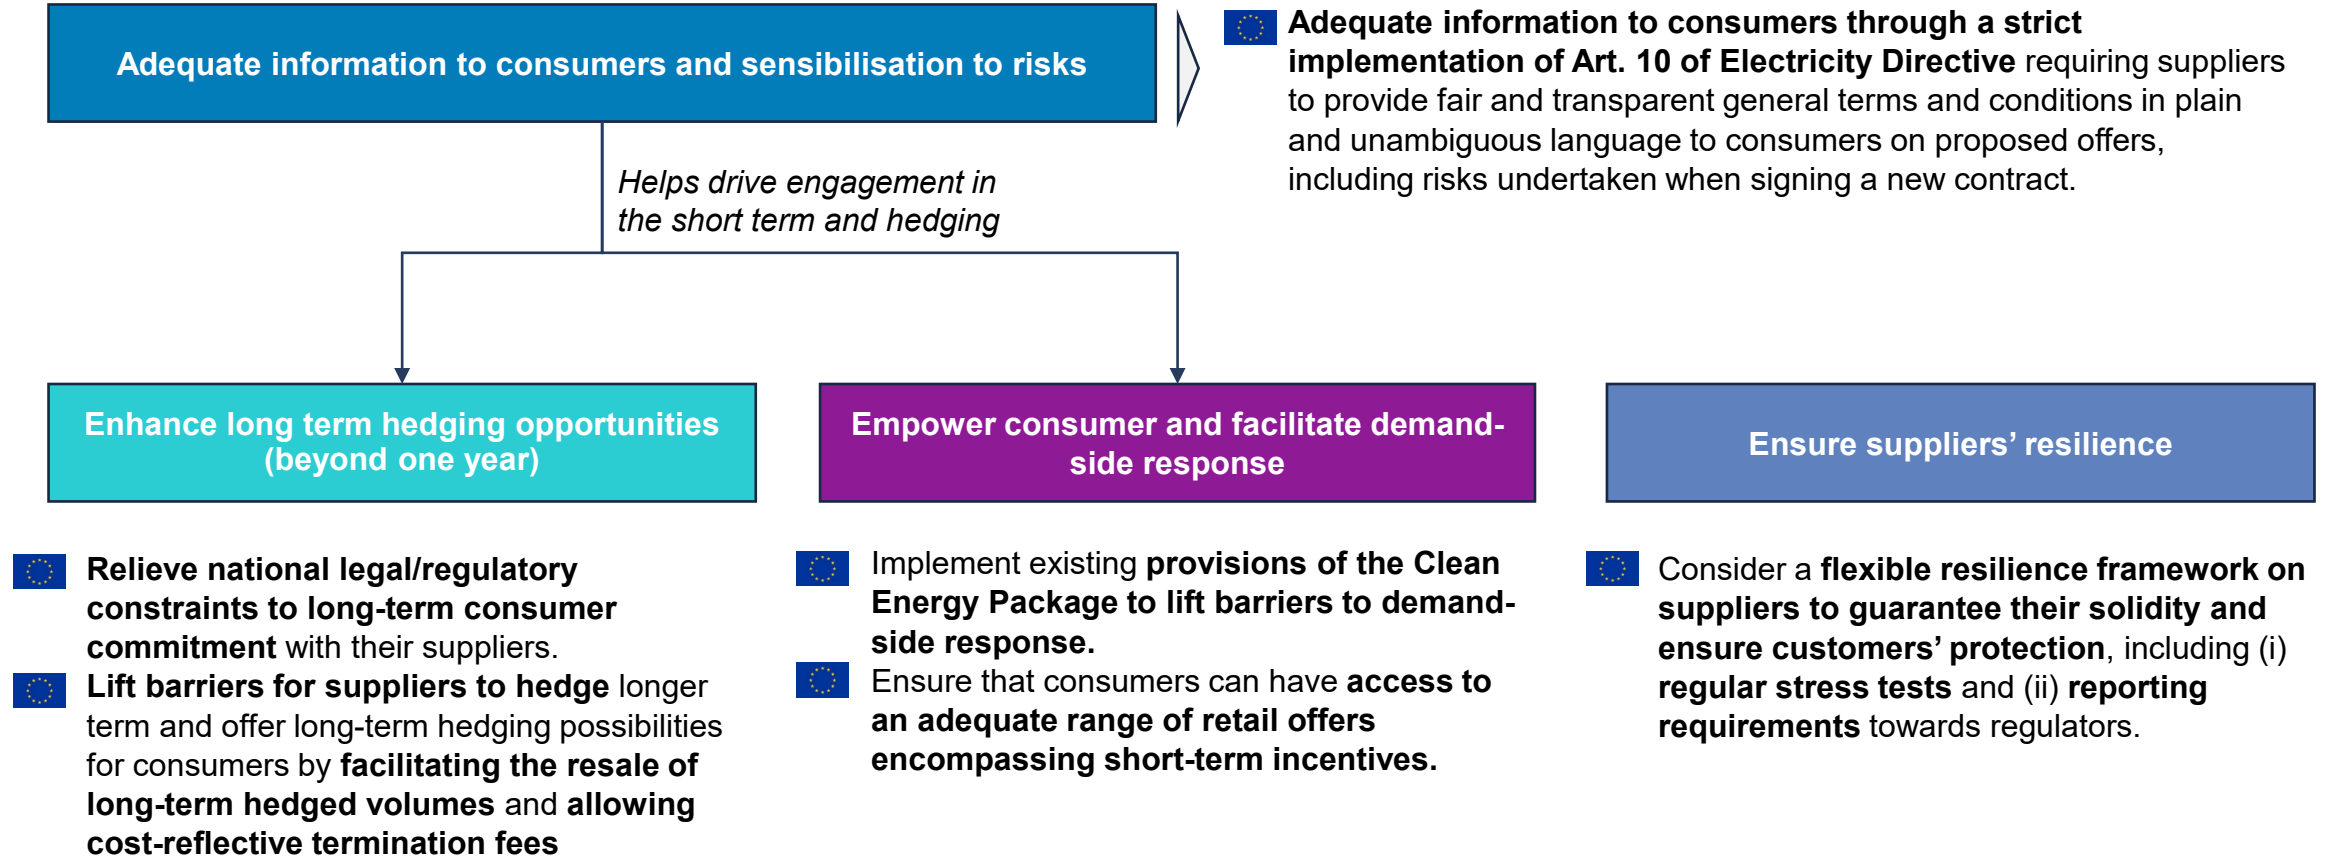 Adequate information to consumers and sensibilisation to risks
Adequate information to consumers through a strict
implementation of Art. 10 of Electricity Directive requiring suppliers
to provide fair and transparent general terms and conditions in plain
and unambiguous language to consumers on proposed offers,
including risks undertaken when signing a new contract.
Helps drive engagement in
the short term and hedging
Enhance long term hedging opportunities
(beyond one year)
Relieve national legal/regulatory
constraints to long-term consumer
commitment with their suppliers.
Lift barriers for suppliers to hedge longer
term and offer long-term hedging possibilities
for consumers by facilitating the resale of
long-term hedged volumes and allowing
cost-reflective termination fees
Empower consumer and facilitate demand-
side response
Implement existing provisions of the Clean
Energy Package to lift barriers to demand-
side response.
Ensure that consumers can have access to
an adequate range of retail offers
encompassing short-term incentives.
Ensure suppliers’ resilience
Consider a flexible resilience framework on
suppliers to guarantee their solidity and
ensure customers’ protection, including (i)
regular stress tests and (ii) reporting
requirements towards regulators.